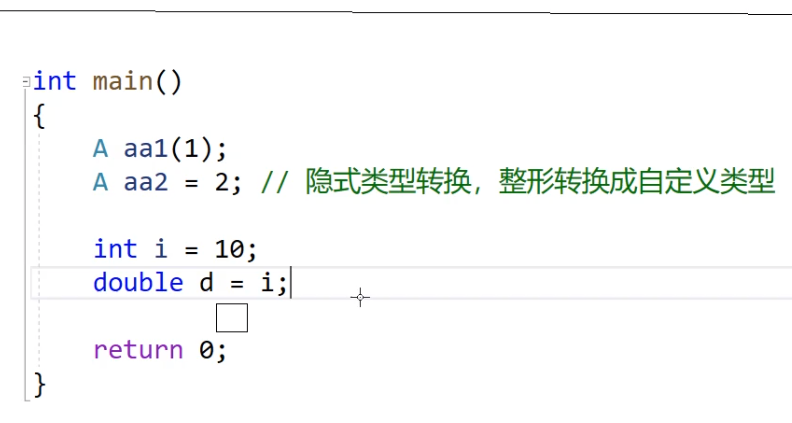 int main()
{
A aa1(1);
A aa2 = 2; // 隐式类型转换，整形转换成自定义类型
int i = 10;
double d = i;
return 0;
}